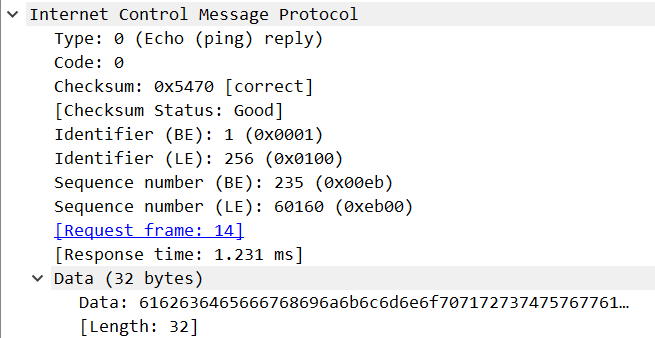 Internet Control Message Protocol
Type: 0 (Echo (ping) reply)
Code: 0
Checksum: 0x5470 [correct]
[Checksum Status: Good]
Identifier (BE): 1 (0x0001)
Identifier (LE): 256 (0x0100)
Sequence number (BE): 235 (0x00eb)
Sequence number (LE): 60160 (0xeb00)
[Request frame: 14]
[Response time: 1.231 ms]
Data (32 bytes)
Data: 6162636465666768696a6b6c6d6e6f7071727374757677​61…
[Length: 32]